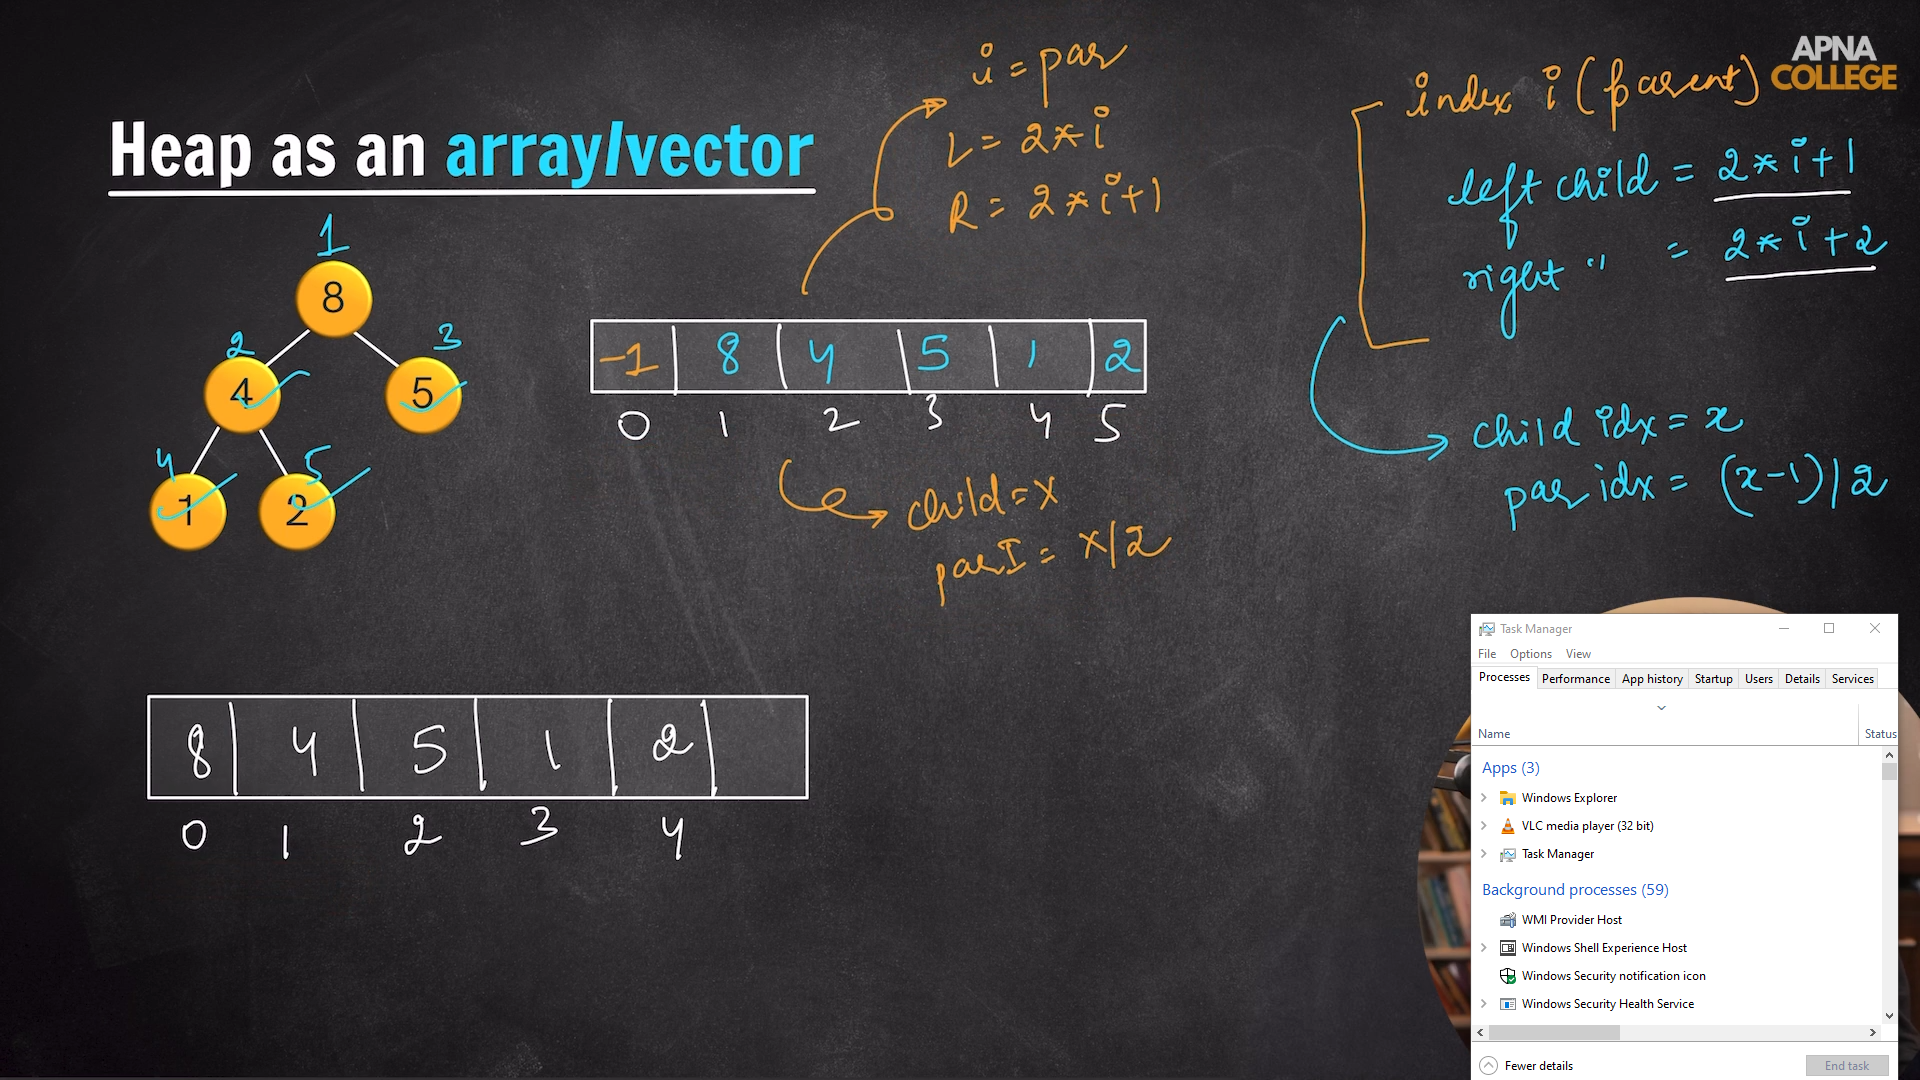 APNA
COLLEGE
Heap as an array/vector
i = par
L = 2*i
R = 2*i+1
index i (parent)
left child = 2*i+1
right " = 2*i+2
child idx = x
par idx = (x-1)/2
1
8
2
3
4
5
4
5
1
2
-1 8 4 5 1 2
0 1 2 3 4 5
child = x
parI = x/2
8 4 5 1 2
0 1 2 3 4
Task Manager
File Options View
Processes Performance App history Startup Users Details Services
Name Status
Apps (3)
Windows Explorer
VLC media player (32 bit)
Task Manager
Background processes (59)
WMI Provider Host
Windows Shell Experience Host
Windows Security notification icon
Windows Security Health Service
Fewer details End task